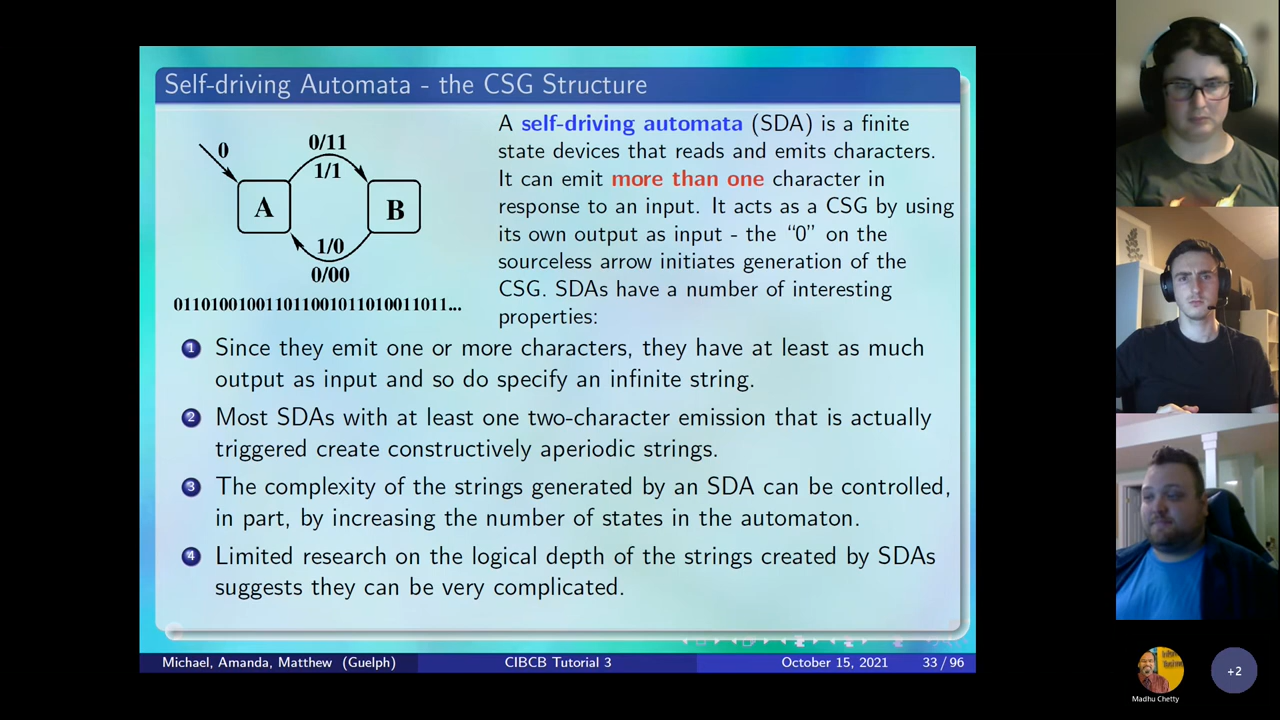 Self-driving Automata - the CSG Structure
0
0/11
1/1
A
B
1/0
0/00
0110100100110110010110100110​11...
A self-driving automata (SDA) is a finite
state devices that reads and emits characters.
It can emit more than one character in
response to an input. It acts as a CSG by using
its own output as input - the “0” on the
sourceless arrow initiates generation of the
CSG. SDAs have a number of interesting
properties:
1 Since they emit one or more characters, they have at least as much
output as input and so do specify an infinite string.
2 Most SDAs with at least one two-character emission that is actually
triggered create constructively aperiodic strings.
3 The complexity of the strings generated by an SDA can be controlled,
in part, by increasing the number of states in the automaton.
4 Limited research on the logical depth of the strings created by SDAs
suggests they can be very complicated.
Michael, Amanda, Matthew (Guelph) CIBCB Tutorial 3 October 15, 2021 33 / 96
Madhu Chetty
+2